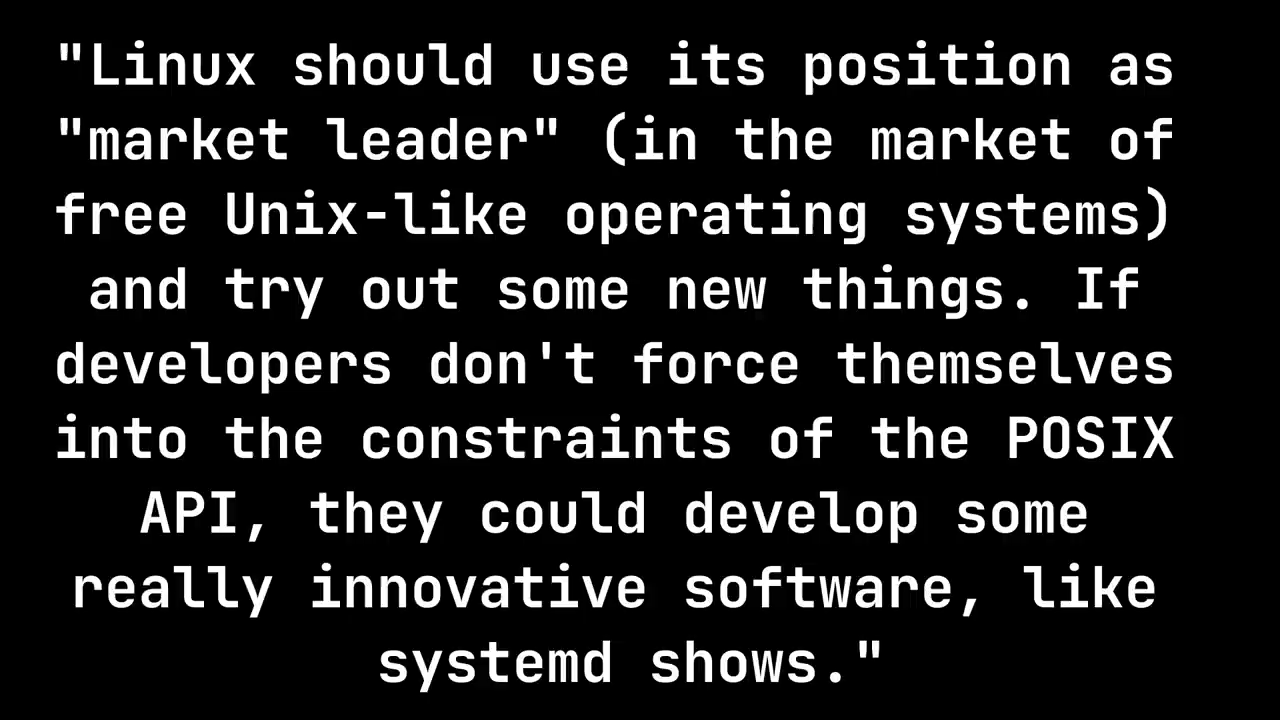 "Linux should use its position as
"market leader" (in the market of
free Unix-like operating systems)
and try out some new things. If
developers don't force themselves
into the constraints of the POSIX
API, they could develop some
really innovative software, like
systemd shows."